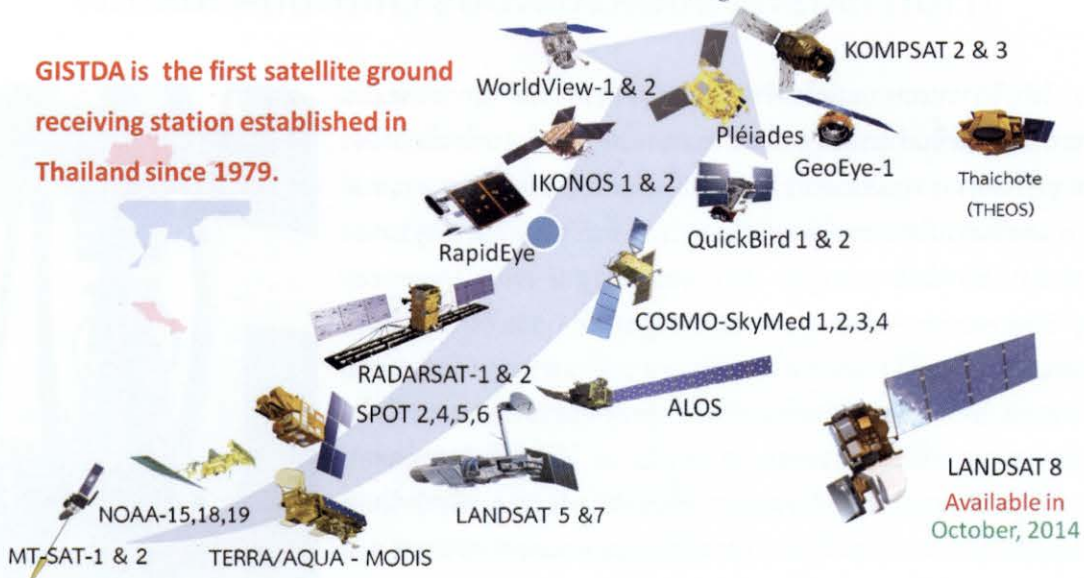 GISTDA is the first satellite ground
receiving station established in
Thailand since 1979.
WorldView-1 & 2
KOMPSAT 2 & 3
Pléiades
GeoEye-1
Thaichote
(THEOS)
IKONOS 1 & 2
QuickBird 1 & 2
RapidEye
COSMO-SkyMed 1,2,3,4
RADARSAT-1 & 2
SPOT 2,4,5,6
ALOS
LANDSAT 8
Available in
October, 2014
NOAA-15,18,19
LANDSAT 5 &7
MT-SAT-1 & 2
TERRA/AQUA - MODIS